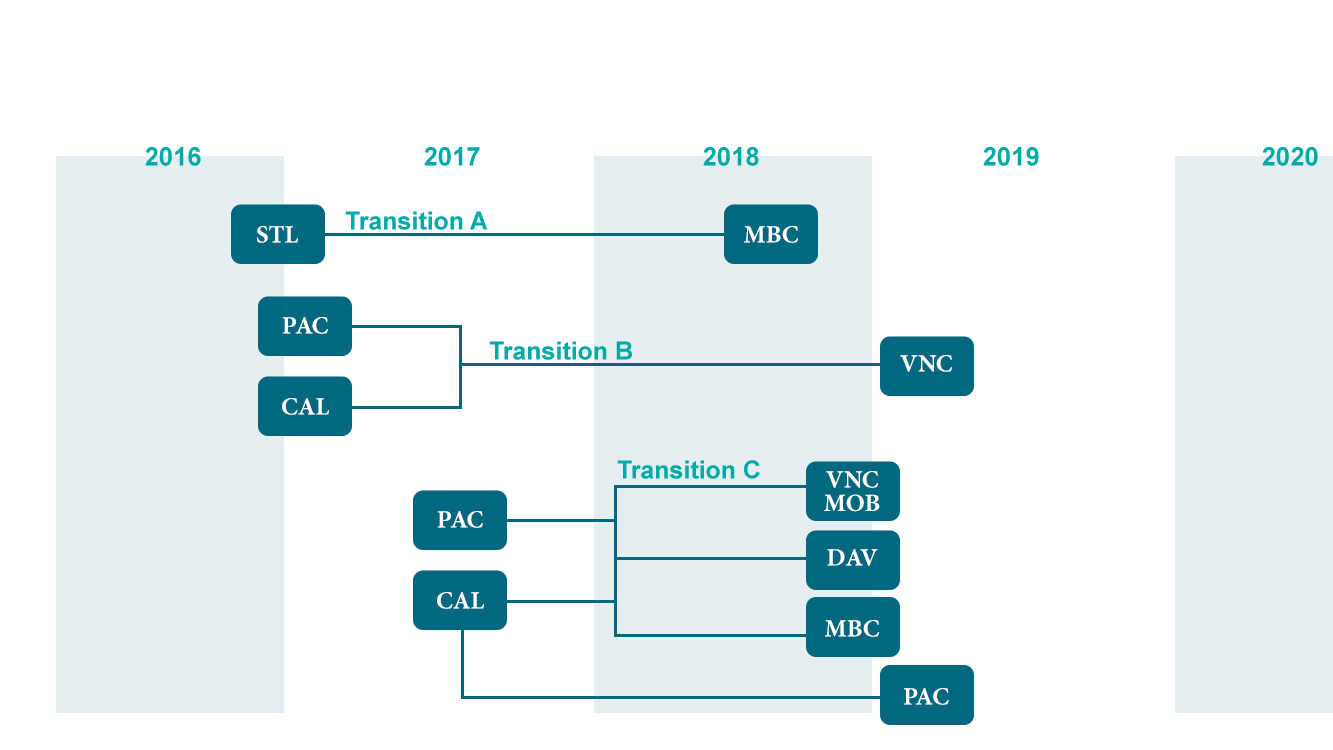 2016
2017
2018
2019
2020
STL
Transition A
MBC
PAC
CAL
Transition B
VNC
Transition C
PAC
CAL
VNC
MOB
DAV
MBC
PAC